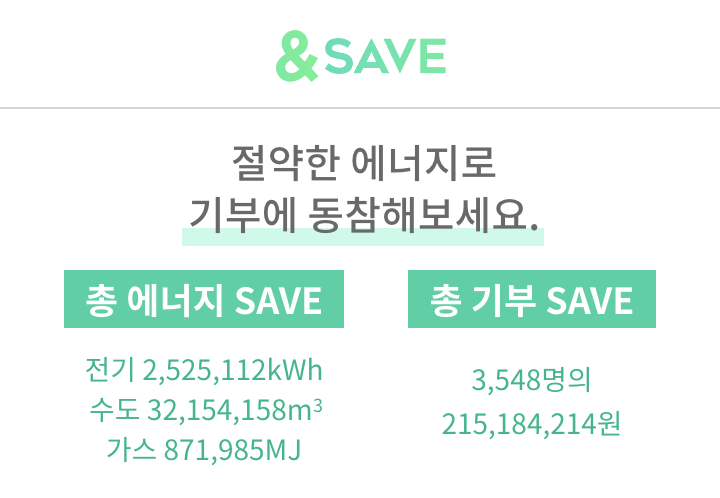 &SAVE
절약한 에너지로
기부에 동참해보세요.
총 에너지 SAVE
전기 2,525,112kWh
수도 32,154,158m³
가스 871,985MJ
총 기부 SAVE
3,548명의
215,184,214원